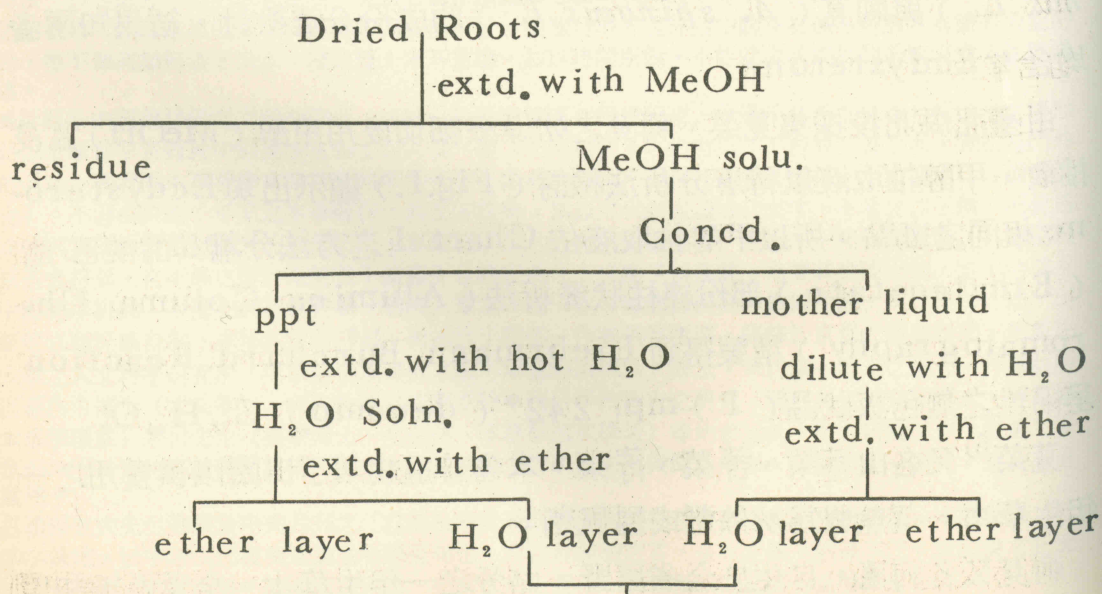 Dried Roots
extd. with MeOH
residue
MeOH solu.
Concd.
ppt
mother liquid
extd. with hot H₂O
dilute with H₂O
H₂O Soln.
extd. with ether
extd. with ether
ether layer
H₂O layer
H₂O layer
ether layer